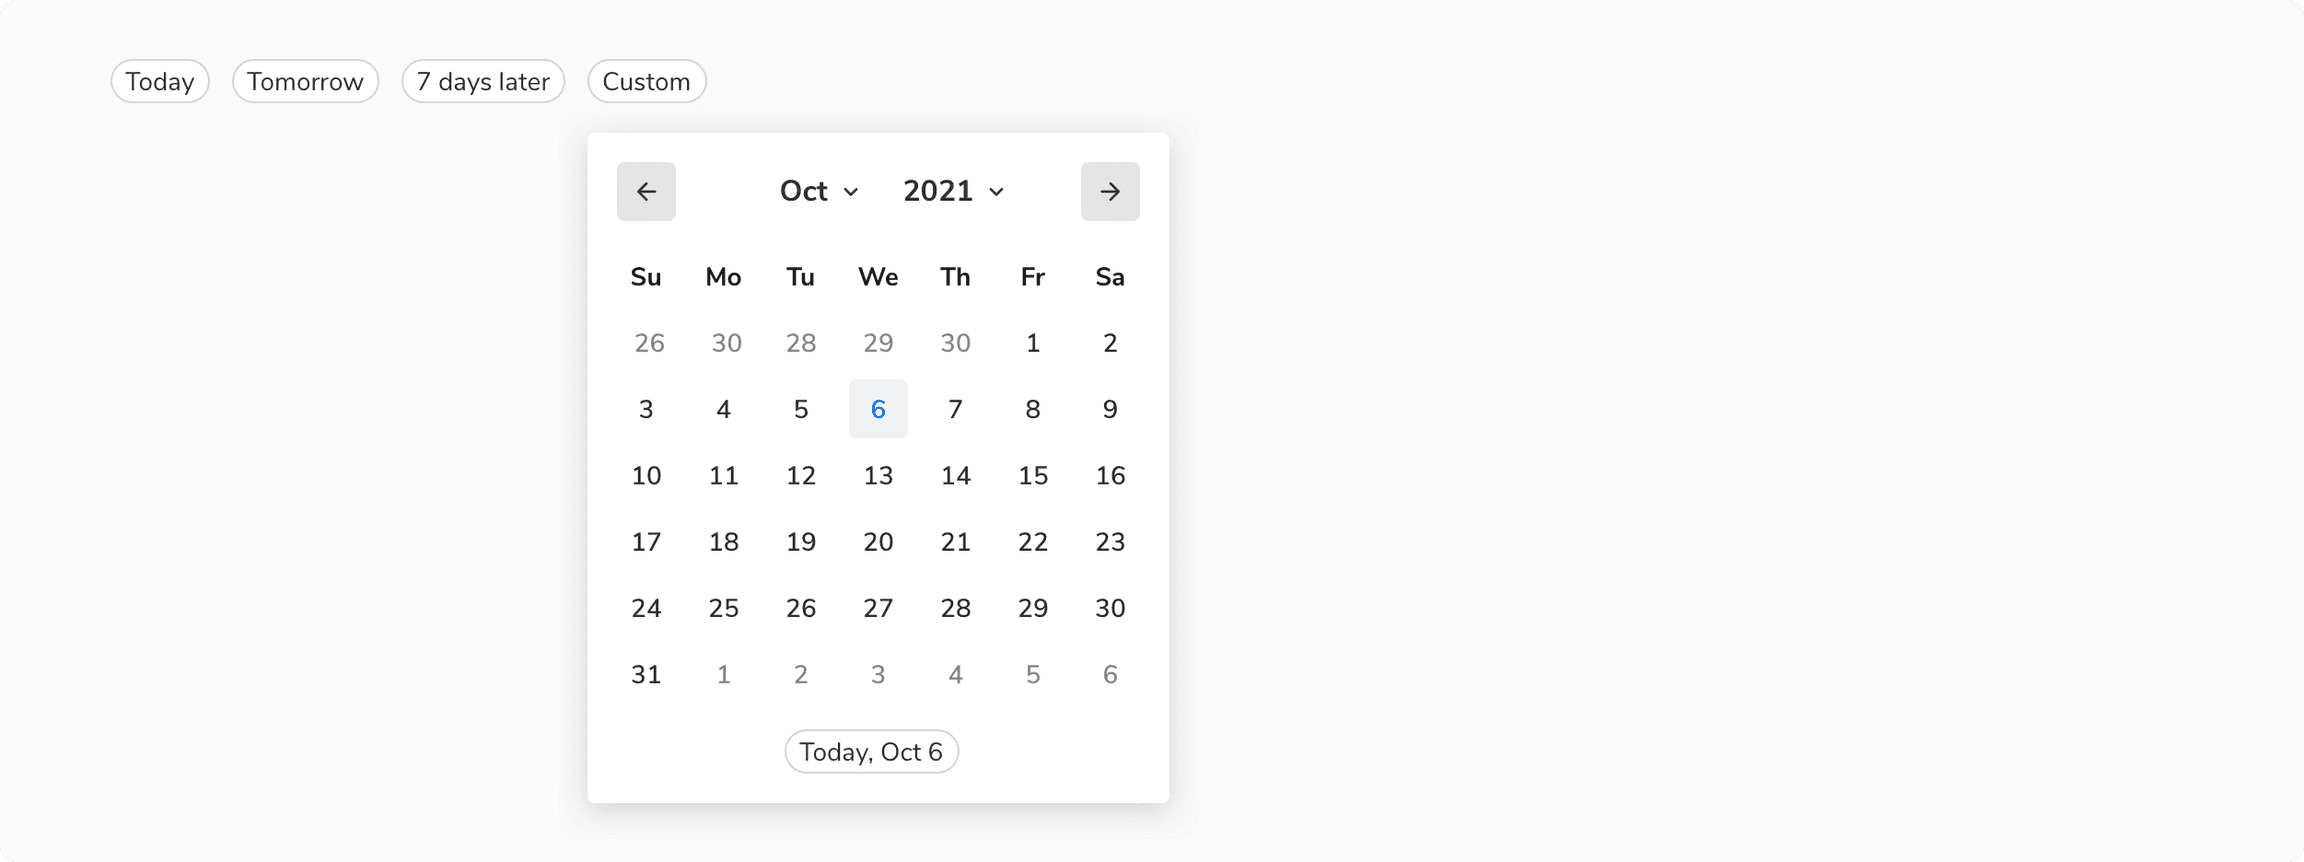 Today Tomorrow 7 days later Custom
Oct 2021
Su Mo Tu We Th Fr Sa
26 30 28 29 30 1 2
3 4 5 6 7 8 9
10 11 12 13 14 15 16
17 18 19 20 21 22 23
24 25 26 27 28 29 30
31 1 2 3 4 5 6
Today, Oct 6